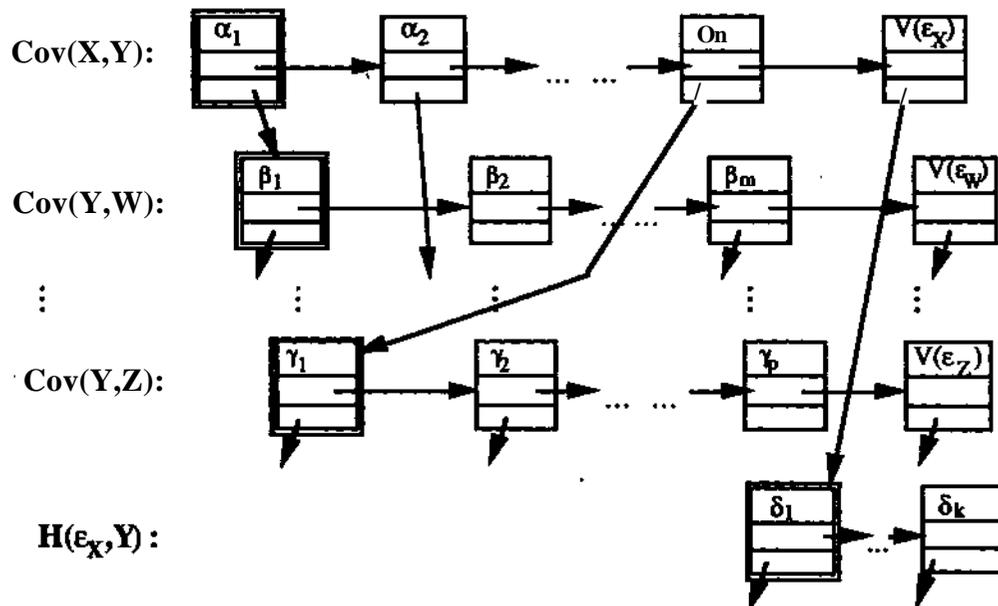 Cov(X,Y): α1 α2 ... ... On V(εX)
Cov(Y,W): β1 β2 ... ... βm V(εW)
⋮ ⋮ ⋮ ⋮ ⋮
Cov(Y,Z): γ1 γ2 ... ... γp V(εZ)
H(εX,Y): δ1 ... δk